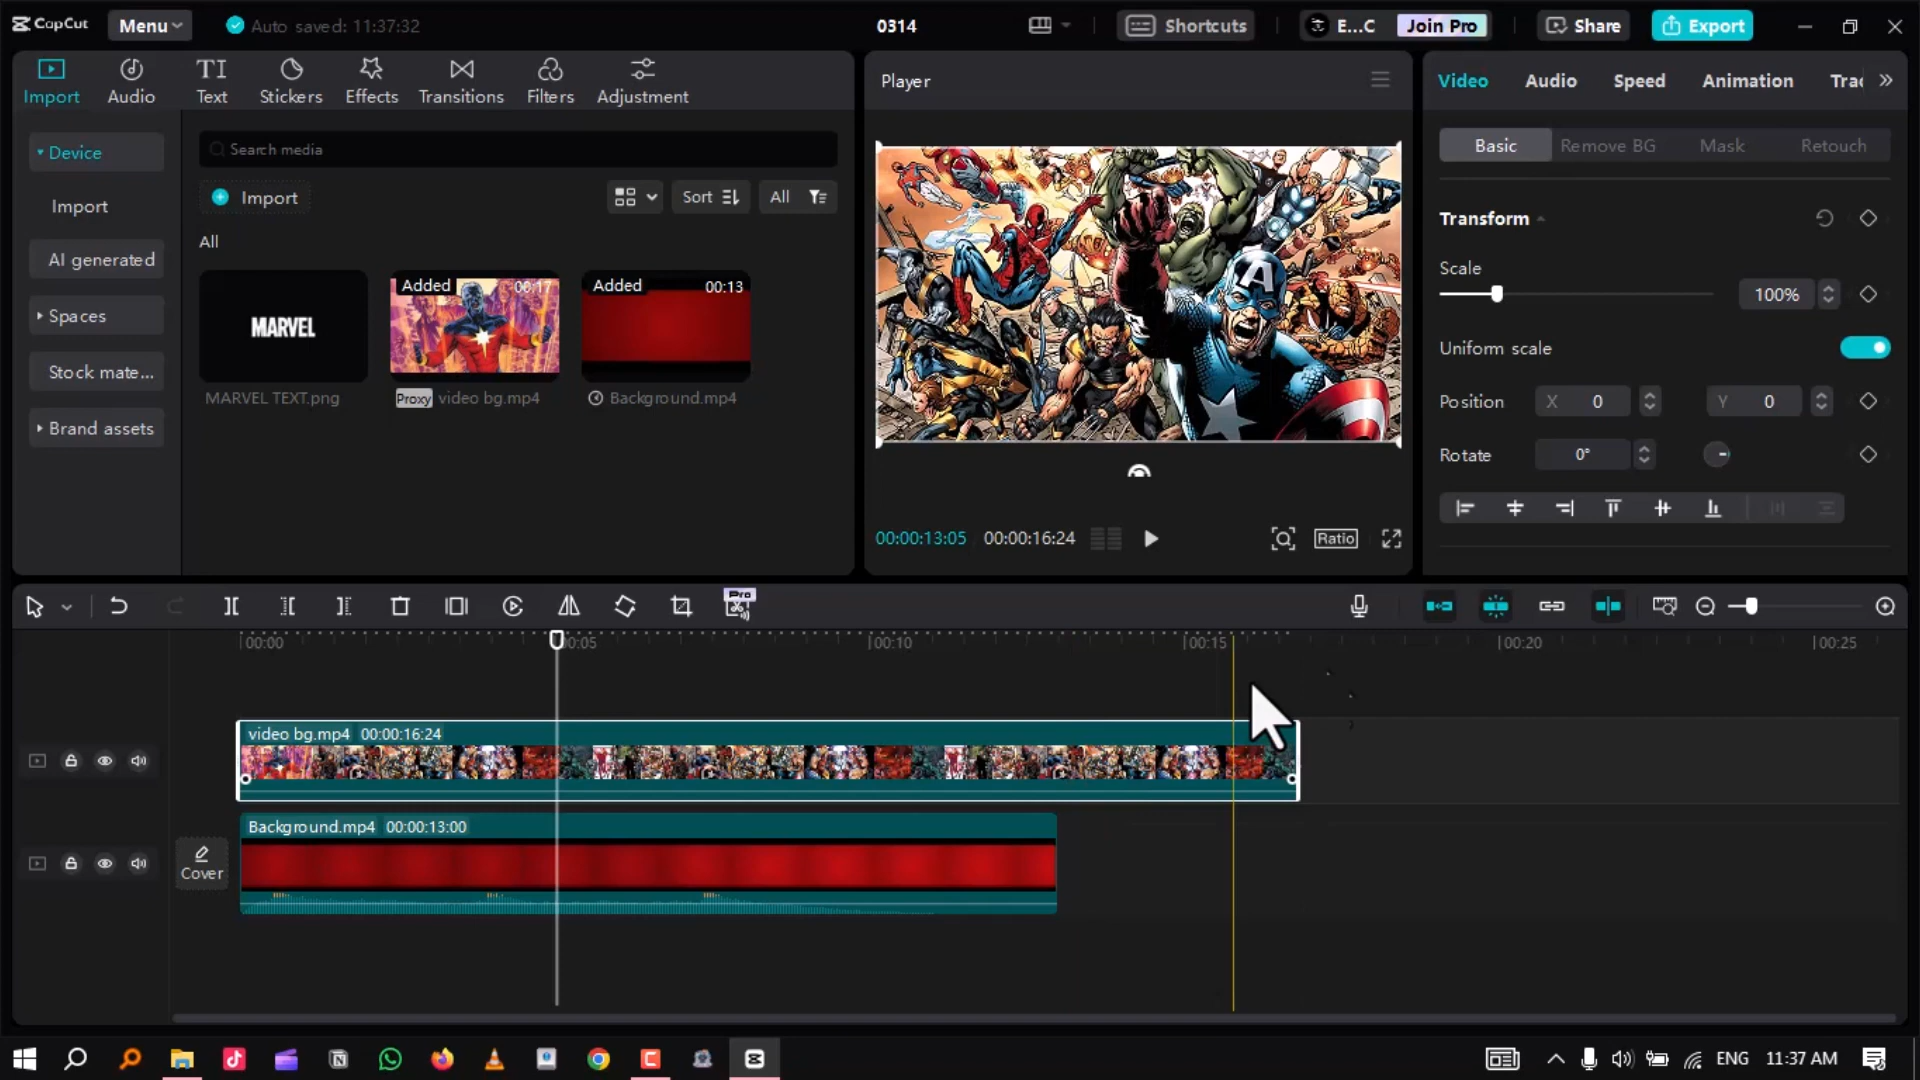 CapCut
Menu
Auto saved: 11:37:32
0314
Shortcuts
E...C
Join Pro
Share
Export
Import
Audio
TI
Text
Stickers
Effects
Transitions
Filters
Adjustment
Player
Video
Audio
Speed
Animation
Trac
Device
Import
AI generated
Spaces
Stock mate...
Brand assets
Search media
Import
Sort
All
All
MARVEL
MARVEL TEXT.png
Added
00:17
Proxy
video bg.mp4
Added
00:13
Background.mp4
A
00:00:13:05
00:00:16:24
Ratio
Basic
Remove BG
Mask
Retouch
Transform
Scale
100%
Uniform scale
Position
X 0
Y 0
Rotate
0°
Pro
00:00
00:05
00:10
00:15
00:20
00:25
video bg.mp4 00:00:16:24
Background.mp4 00:00:13:00
Cover
ENG
11:37 AM